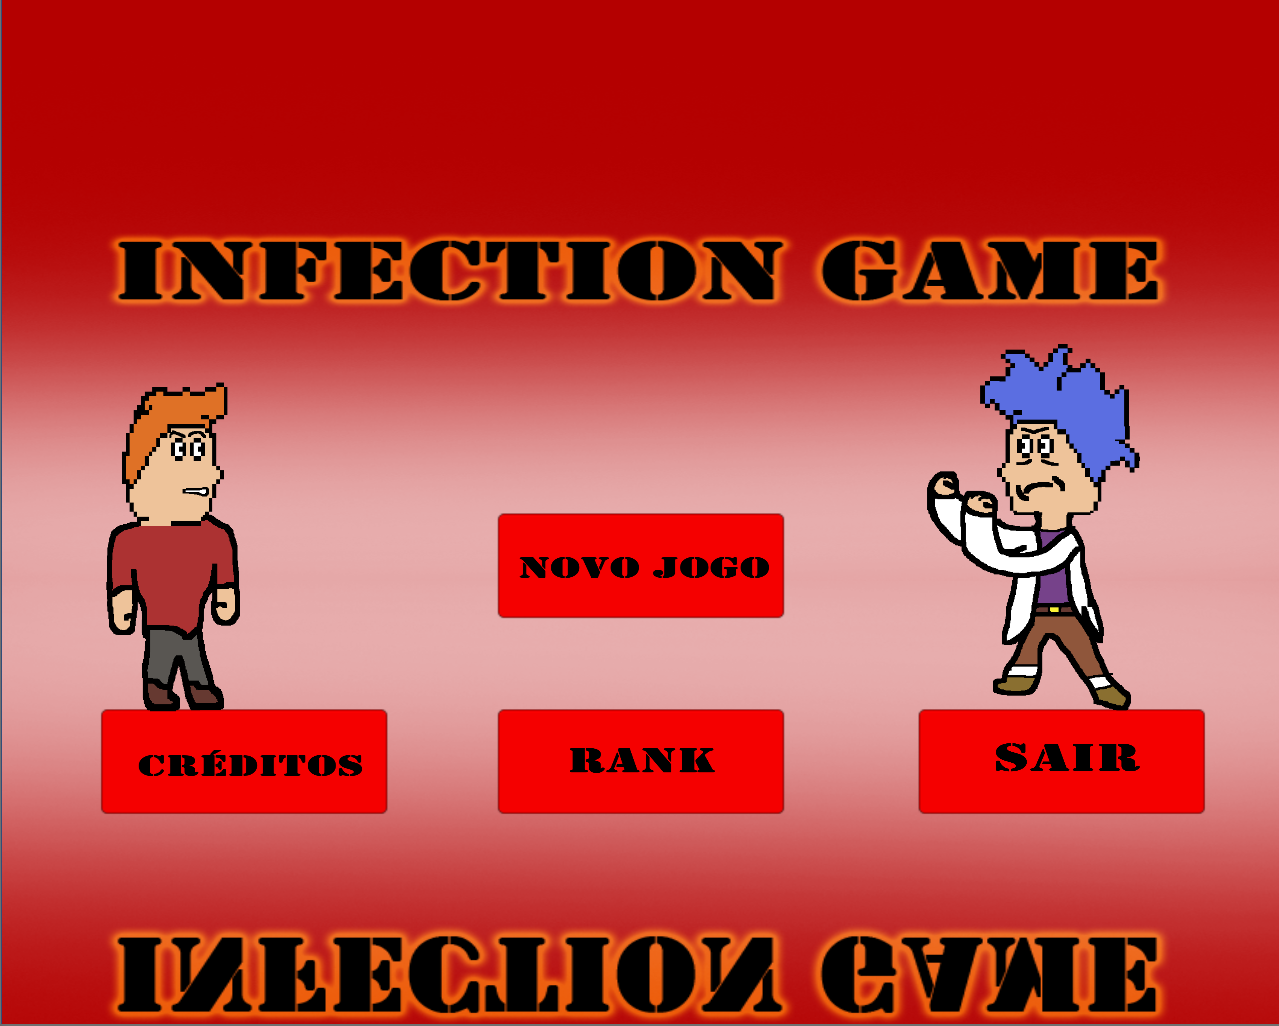 INFECTION GAME
NOVO JOGO
CRÉDITOS
RANK
SAIR
INFECTION GAME